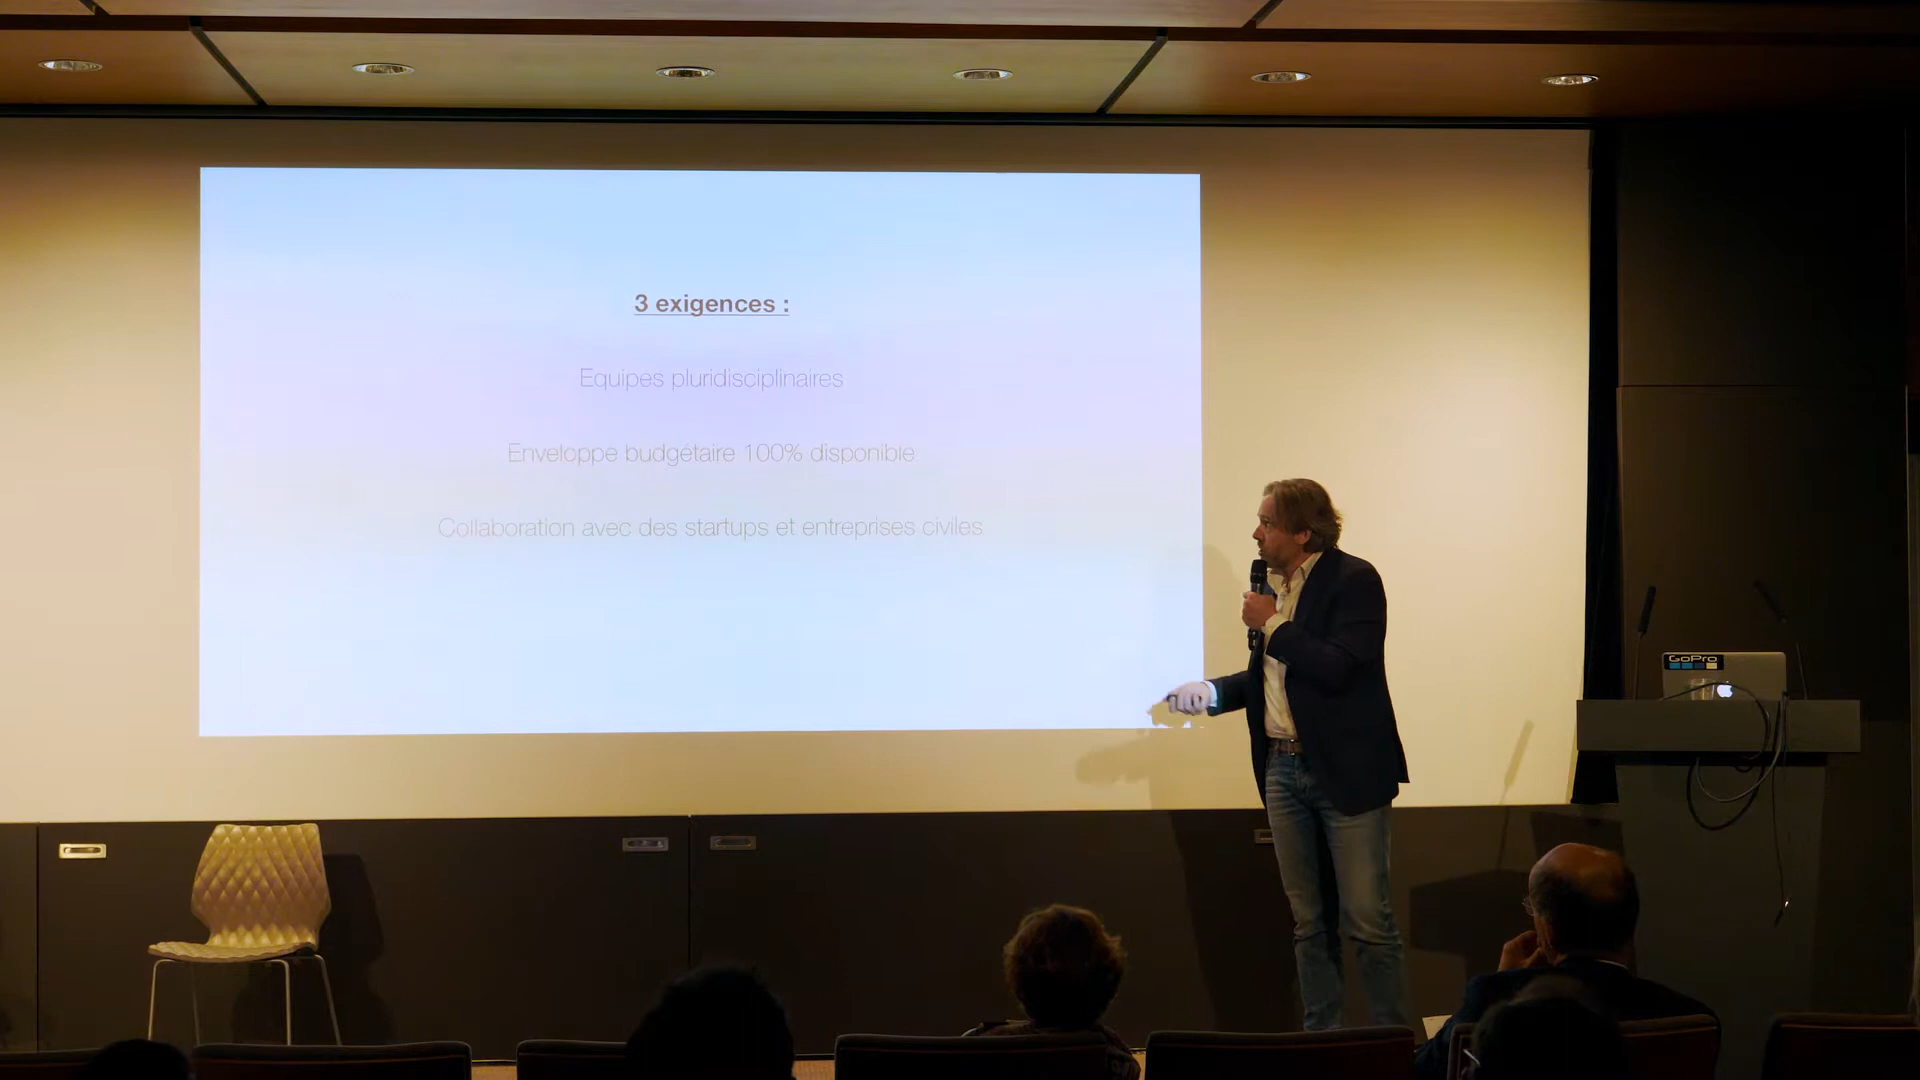 3 exigences :
Equipes pluridisciplinaires
Enveloppe budgétaire 100% disponible
Collaboration avec des startups et entreprises civiles
GoPro